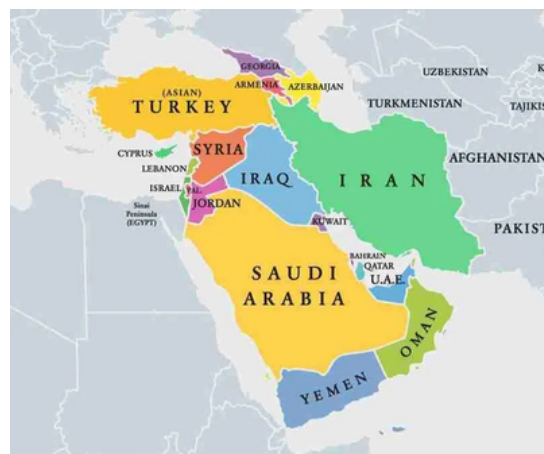 GEORGIA
UZBEKISTAN
K
ARMENIA
AZERBAIJAN
(ASIAN)
TURKEY
TURKMENISTAN
TAJIKIS
CYPRUS
SYRIA
AFGHANISTAN
LEBANON
IRAQ
IRAN
ISRAEL
PAL.
JORDAN
Sinai
Peninsula
(EGYPT)
KUWAIT
PAKIST
BAHRAIN
QATAR
SAUDI
ARABIA
U.A.E.
OMAN
YEMEN